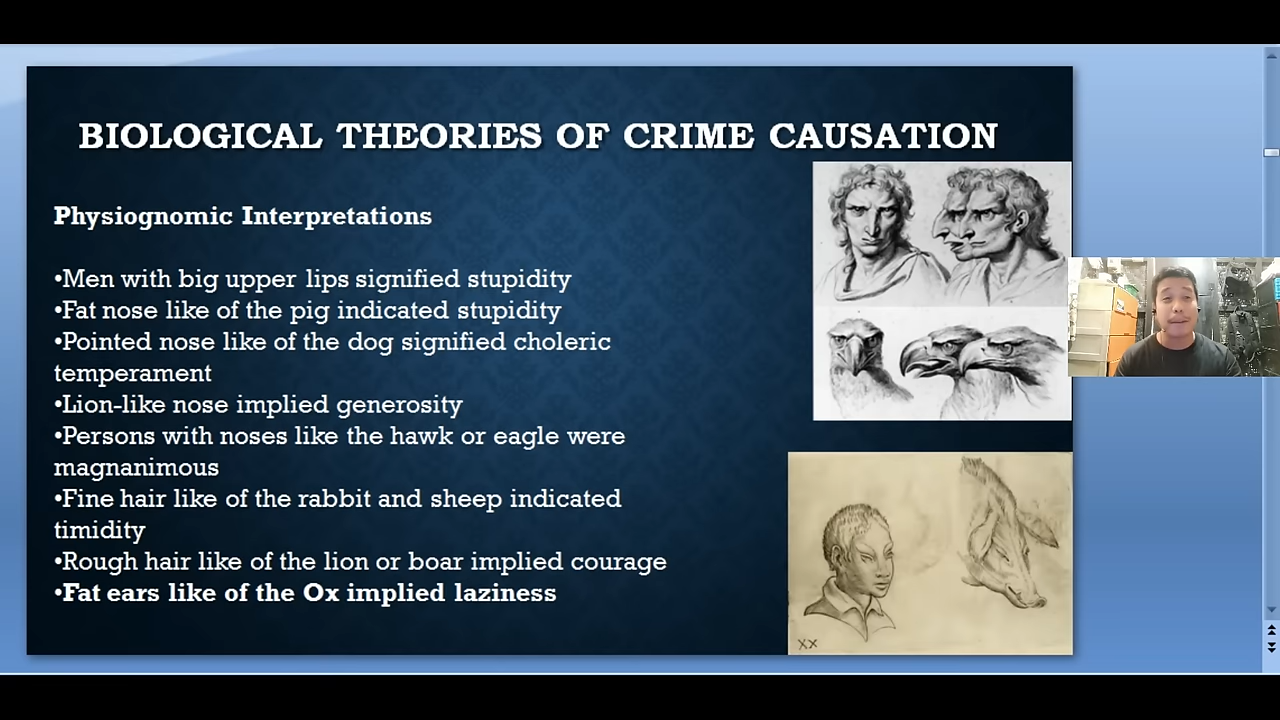 BIOLOGICAL THEORIES OF CRIME CAUSATION
Physiognomic Interpretations
•Men with big upper lips signified stupidity
•Fat nose like of the pig indicated stupidity
•Pointed nose like of the dog signified choleric
temperament
•Lion-like nose implied generosity
•Persons with noses like the hawk or eagle were
magnanimous
•Fine hair like of the rabbit and sheep indicated
timidity
•Rough hair like of the lion or boar implied courage
•Fat ears like of the Ox implied laziness
XX